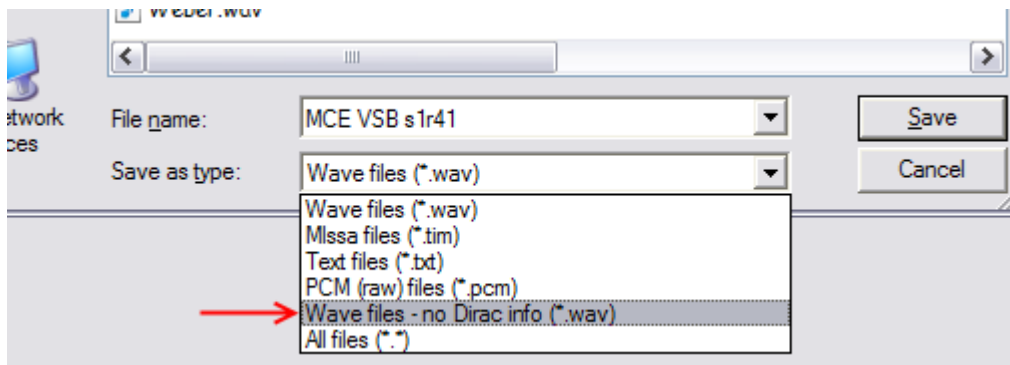 Weber.wav
etwork
ces
File name:
MCE VSB s1r41
Save
Save as type:
Wave files (*.wav)
Cancel
Wave files (*.wav)
Mlssa files (*.tim)
Text files (*.txt)
PCM (raw) files (*.pcm)
Wave files - no Dirac info (*.wav)
All files (*.*)